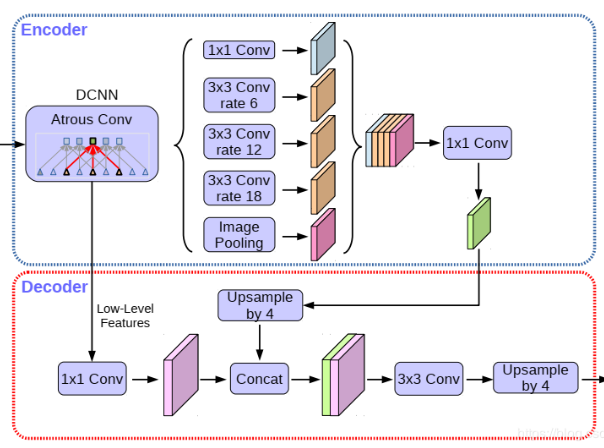 Encoder
DCNN
Atrous Conv
1x1 Conv
3x3 Conv
rate 6
3x3 Conv
rate 12
3x3 Conv
rate 18
Image
Pooling
1x1 Conv
Decoder
Low-Level
Features
Upsample
by 4
1x1 Conv
Concat
3x3 Conv
Upsample
by 4